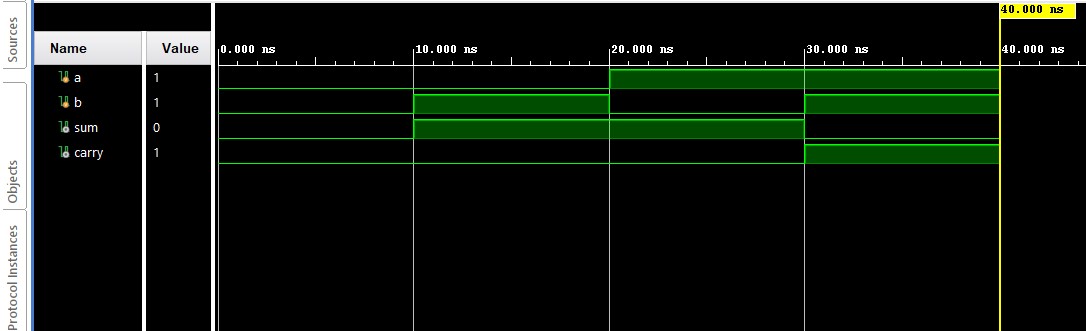 Sources
Objects
Protocol Instances
Name Value
a 1
b 1
sum 0
carry 1
40.000 ns
0.000 ns 10.000 ns 20.000 ns 30.000 ns 40.000 ns